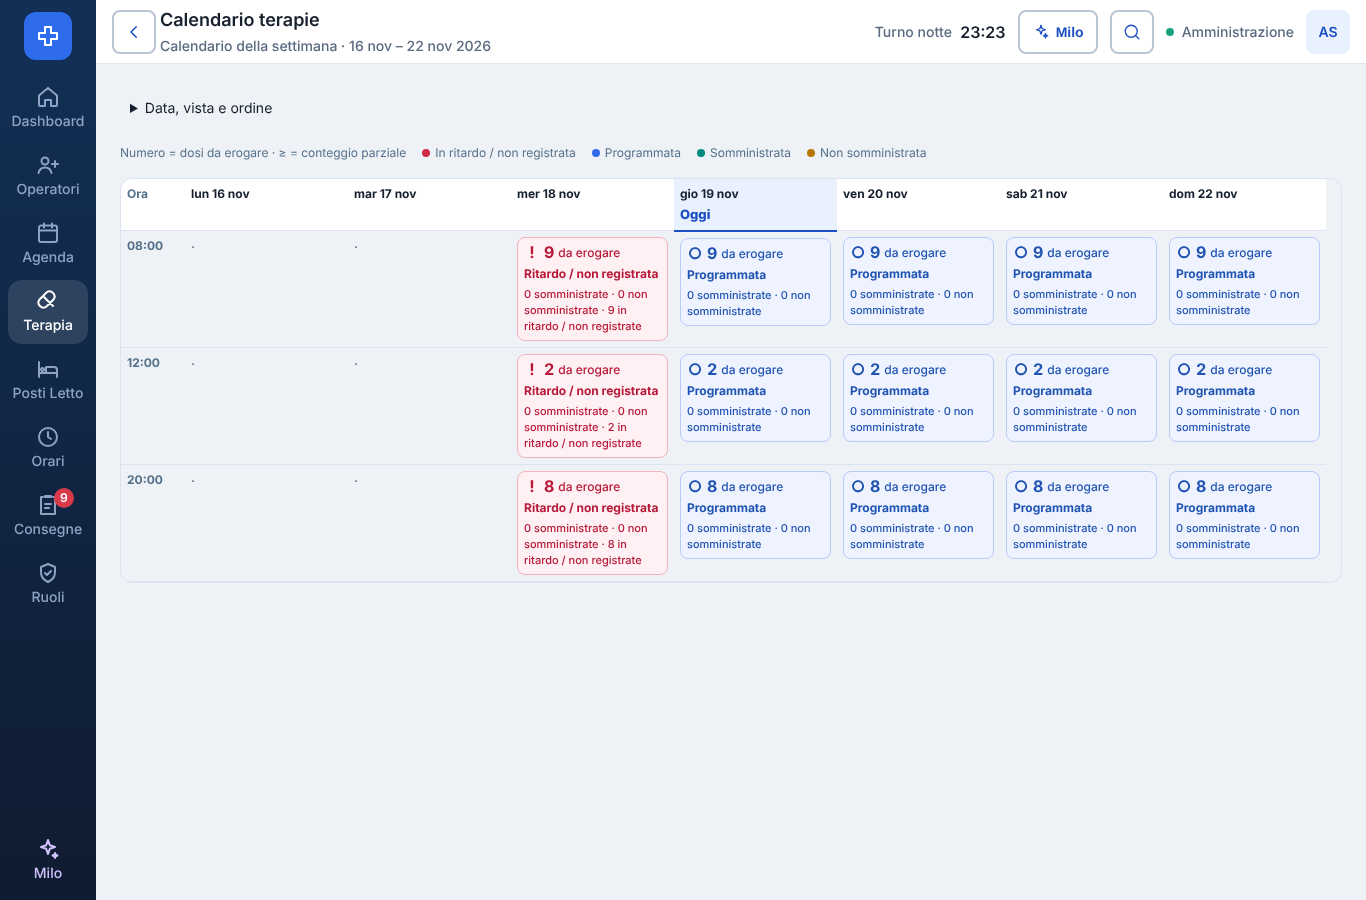 Calendario terapie
Calendario della settimana · 16 nov – 22 nov 2026
Turno notte 23:23
Milo
Amministrazione
AS
Dashboard
Operatori
Agenda
Terapia
Posti Letto
Orari
9
Consegne
Ruoli
Milo
Data, vista e ordine
Numero = dosi da erogare · ≥ = conteggio parziale
In ritardo / non registrata
Programmata
Somministrata
Non somministrata
Ora
lun 16 nov
mar 17 nov
mer 18 nov
gio 19 nov
Oggi
ven 20 nov
sab 21 nov
dom 22 nov
08:00
·
·
! 9 da erogare
Ritardo / non registrata
0 somministrate · 0 non
somministrate · 9 in
ritardo / non registrate
9 da erogare
Programmata
0 somministrate · 0 non
somministrate
9 da erogare
Programmata
0 somministrate · 0 non
somministrate
9 da erogare
Programmata
0 somministrate · 0 non
somministrate
9 da erogare
Programmata
0 somministrate · 0 non
somministrate
12:00
·
·
! 2 da erogare
Ritardo / non registrata
0 somministrate · 0 non
somministrate · 2 in
ritardo / non registrate
2 da erogare
Programmata
0 somministrate · 0 non
somministrate
2 da erogare
Programmata
0 somministrate · 0 non
somministrate
2 da erogare
Programmata
0 somministrate · 0 non
somministrate
2 da erogare
Programmata
0 somministrate · 0 non
somministrate
20:00
·
·
! 8 da erogare
Ritardo / non registrata
0 somministrate · 0 non
somministrate · 8 in
ritardo / non registrate
8 da erogare
Programmata
0 somministrate · 0 non
somministrate
8 da erogare
Programmata
0 somministrate · 0 non
somministrate
8 da erogare
Programmata
0 somministrate · 0 non
somministrate
8 da erogare
Programmata
0 somministrate · 0 non
somministrate